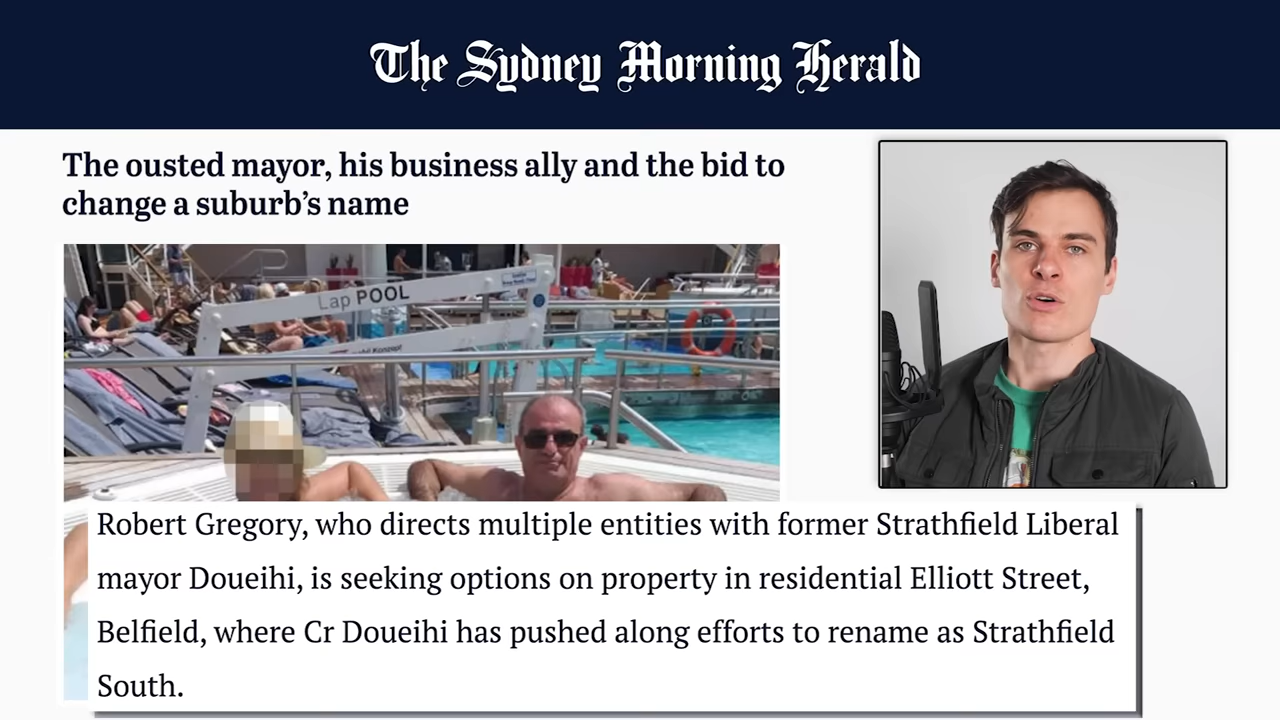 The Sydney Morning Herald
The ousted mayor, his business ally and the bid to
change a suburb’s name
Lap POOL
Robert Gregory, who directs multiple entities with former Strathfield Liberal
mayor Doueihi, is seeking options on property in residential Elliott Street,
Belfield, where Cr Doueihi has pushed along efforts to rename as Strathfield
South.